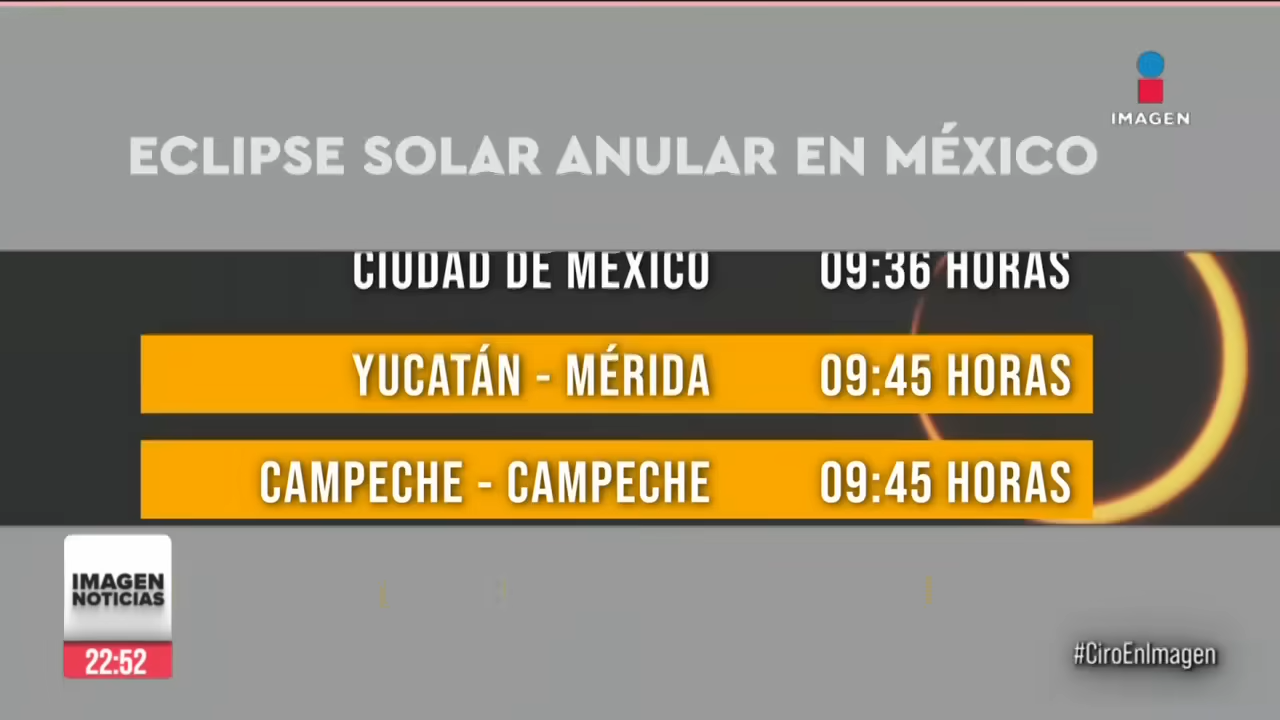 IMAGEN
ECLIPSE SOLAR ANULAR EN MÉXICO
CIUDAD DE MÉXICO 09:36 HORAS
YUCATÁN - MÉRIDA 09:45 HORAS
CAMPECHE - CAMPECHE 09:45 HORAS
IMAGEN
NOTICIAS
22:52
#CiroEnImagen